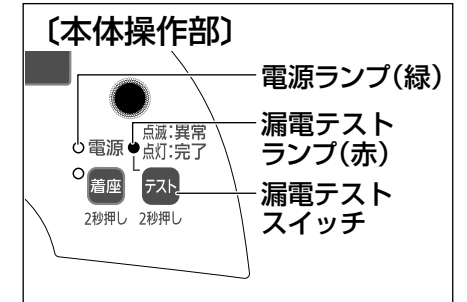 〔本体操作部〕
電源ランプ（緑）
漏電テスト
ランプ（赤）
漏電テスト
スイッチ
電源
点滅：異常
点灯：完了
着座
テスト
2秒押し 2秒押し